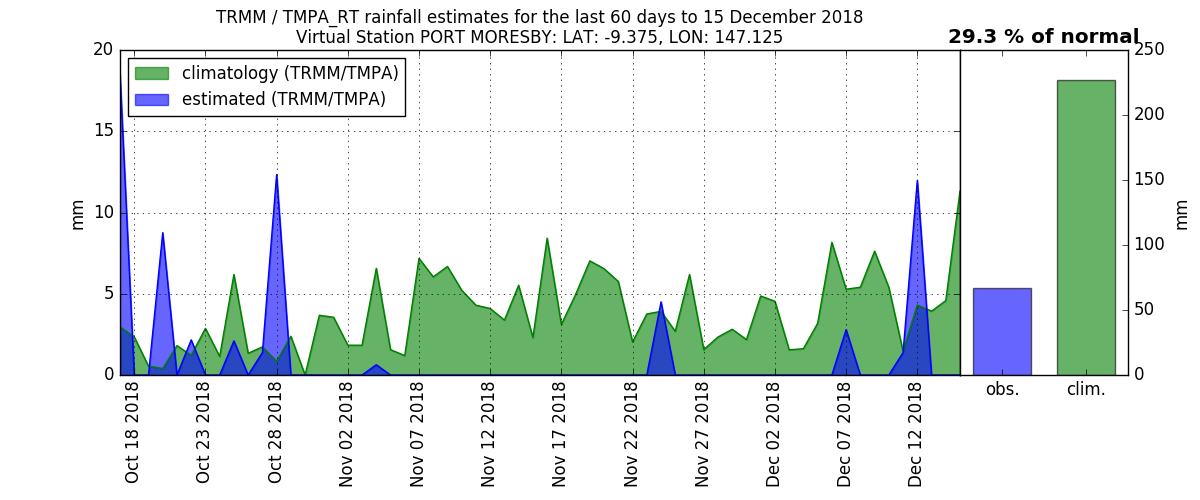 TRMM / TMPA_RT rainfall estimates for the last 60 days to 15 December 2018
Virtual Station PORT MORESBY: LAT: -9.375, LON: 147.125
29.3 % of normal
climatology (TRMM/TMPA)
estimated (TRMM/TMPA)
20
15
10
5
0
mm
250
200
150
100
50
0
mm
obs.
clim.
Oct 18 2018
Oct 23 2018
Oct 28 2018
Nov 02 2018
Nov 07 2018
Nov 12 2018
Nov 17 2018
Nov 22 2018
Nov 27 2018
Dec 02 2018
Dec 07 2018
Dec 12 2018